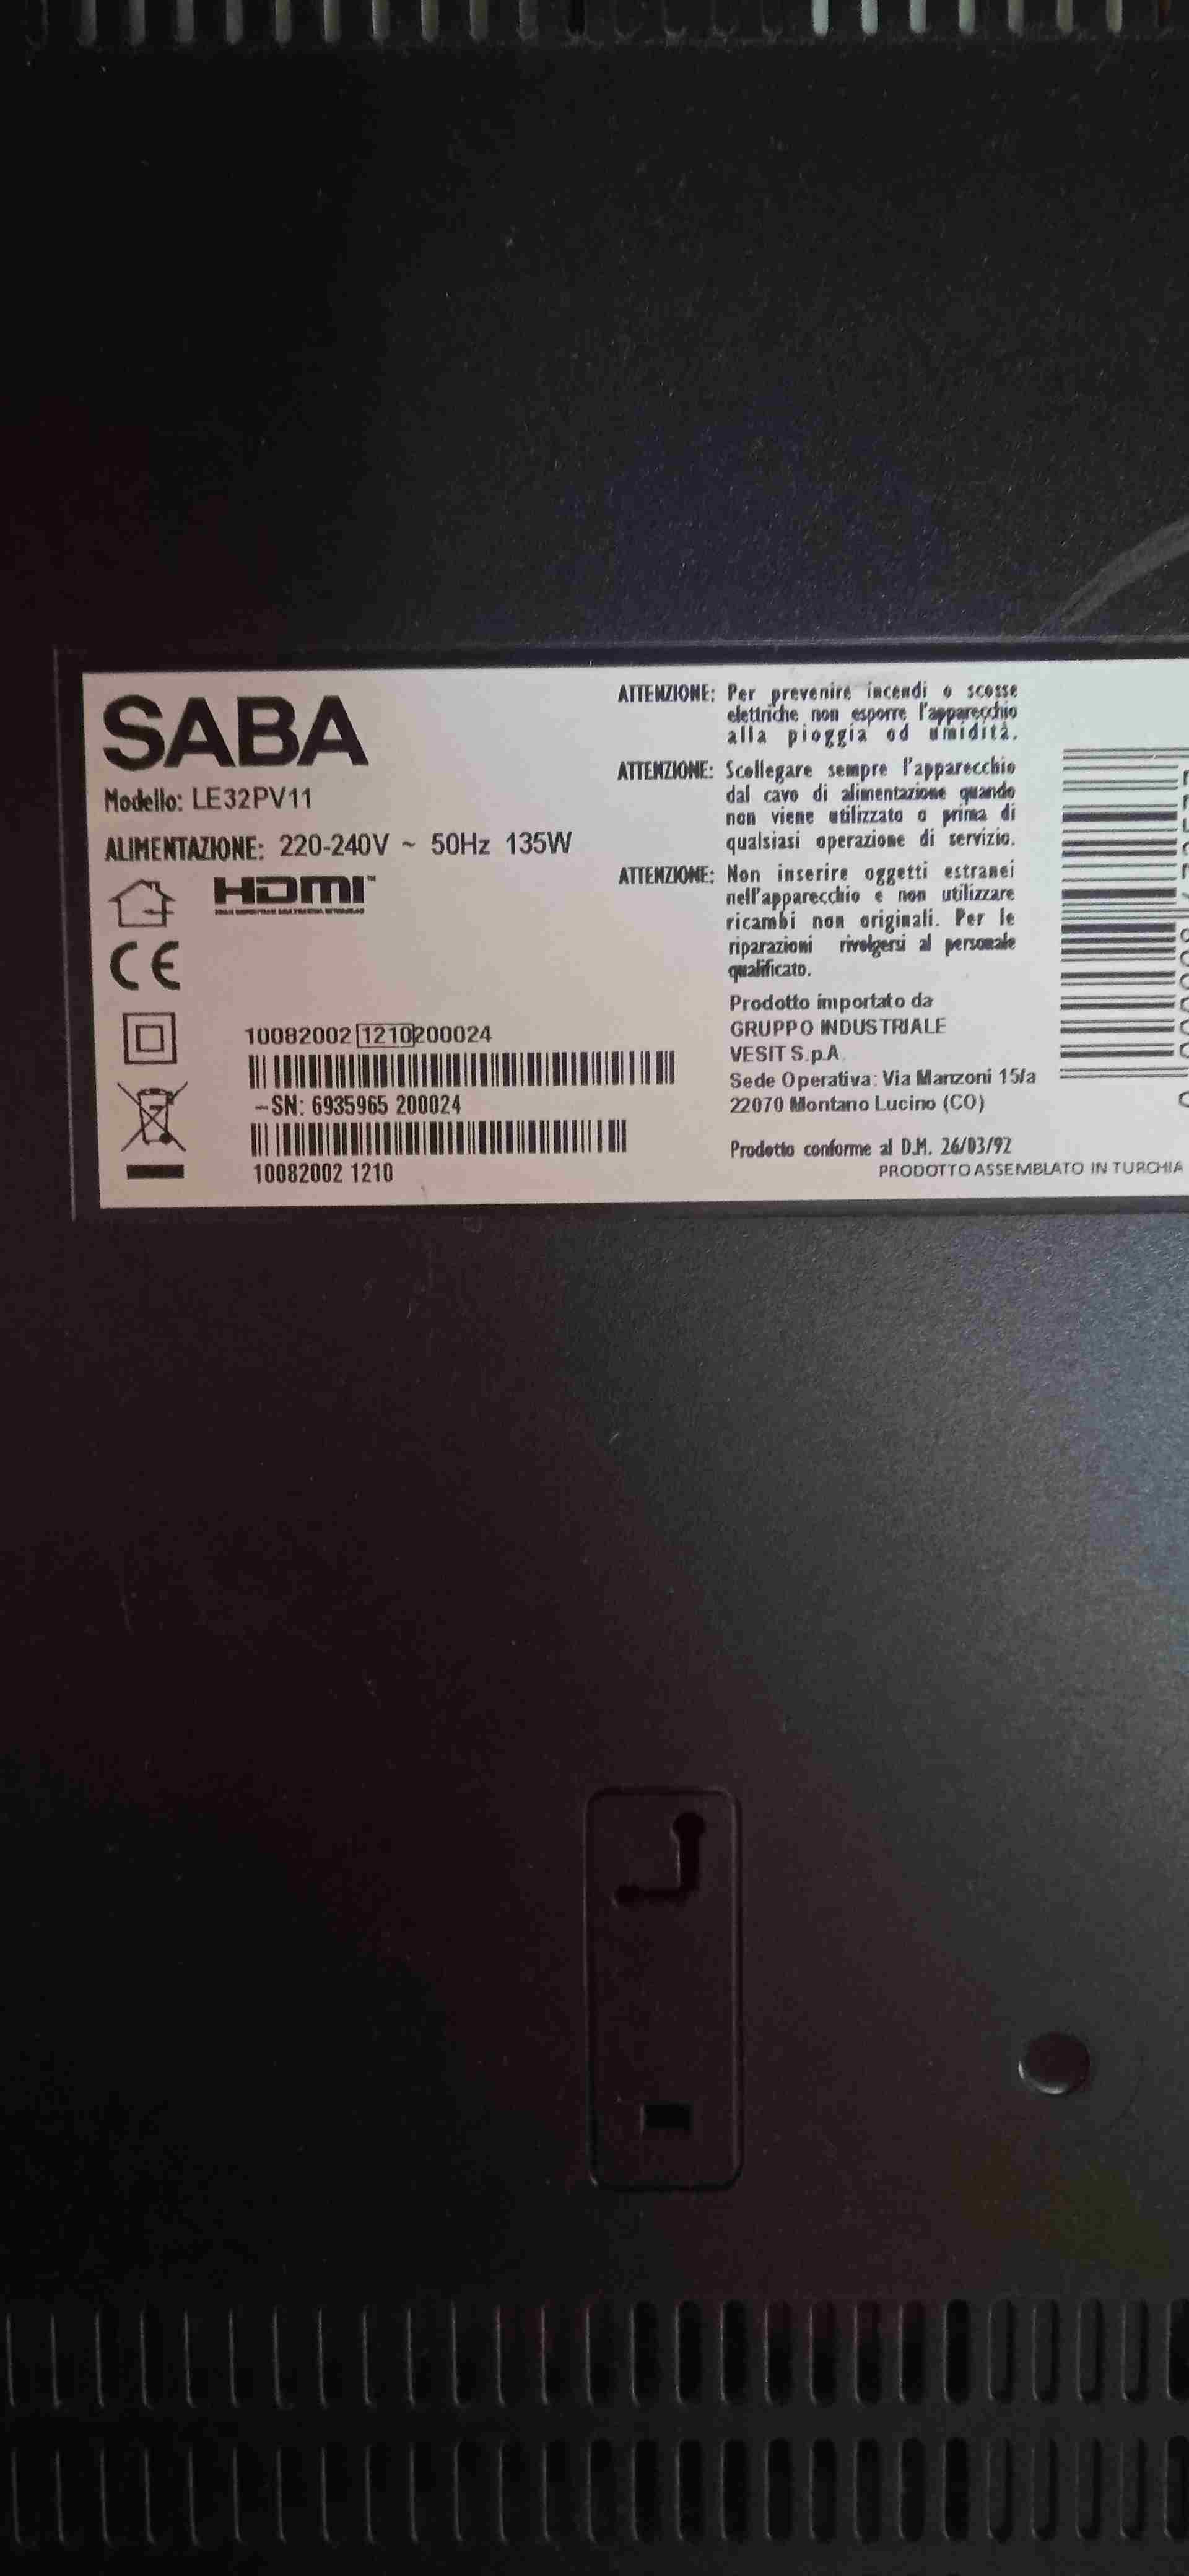 SABA
Modello: LE32PV11
ALIMENTAZIONE: 220-240V ~ 50Hz 135W
HDMI™
CE
10082002 1210 200024
-SN: 6935965 200024
10082002 1210
ATTENZIONE: Per prevenire incendi o scosse
elettriche non esporre l'apparecchio
alla pioggia od umidità.
ATTENZIONE: Scollegare sempre l'apparecchio
dal cavo di alimentazione quando
non viene utilizzato o prima di
qualsiasi operazione di servizio.
ATTENZIONE: Non inserire oggetti estranei
nell'apparecchio e non utilizzare
ricambi non originali. Per le
riparazioni rivolgersi al personale
qualificato.
Prodotto importato da
GRUPPO INDUSTRIALE
VESIT S.p.A.
Sede Operativa: Via Manzoni 15/a
22070 Montano Lucino (CO)
Prodotto conforme al D.M. 26/03/92
PRODOTTO ASSEMBLATO IN TURCHIA